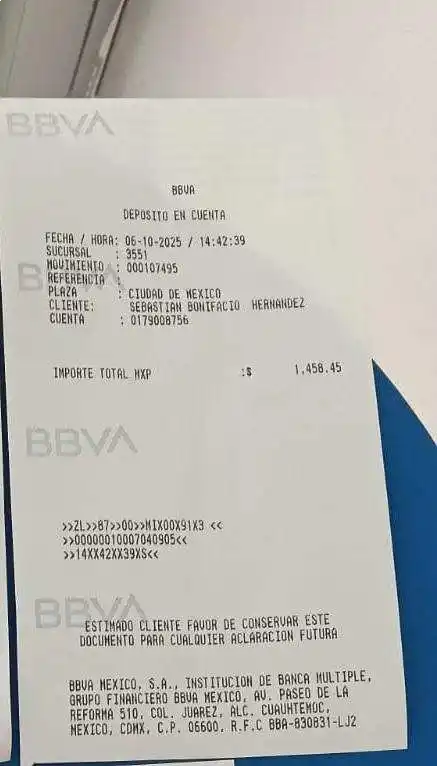 BBVA
BBVA
DEPOSITO EN CUENTA
FECHA / HORA: 06-10-2025 / 14:42:39
SUCURSAL : 3551
MOVIMIENTO : 000107495
BBVA
REFERENCIA :
PLAZA : CIUDAD DE MEXICO
CLIENTE: SEBASTIAN BONIFACIO HERNANDEZ
CUENTA : 0179008756
IMPORTE TOTAL MXP :$ 1,458.45
BBVA
>>ZL>>87>>00>>MIX00X91X3 <<
>>00000010007040905<<
>>14XX42XX39XS<<
BBVA
ESTIMADO CLIENTE FAVOR DE CONSERVAR ESTE
DOCUMENTO PARA CUALQUIER ACLARACION FUTURA
BBVA MEXICO, S.A., INSTITUCION DE BANCA MULTIPLE,
GRUPO FINANCIERO BBVA MEXICO, AV. PASEO DE LA
REFORMA 510, COL. JUAREZ, ALC. CUAUHTEMOC,
MEXICO, CDMX, C.P. 06600, R.F.C BBA-830831-LJ2